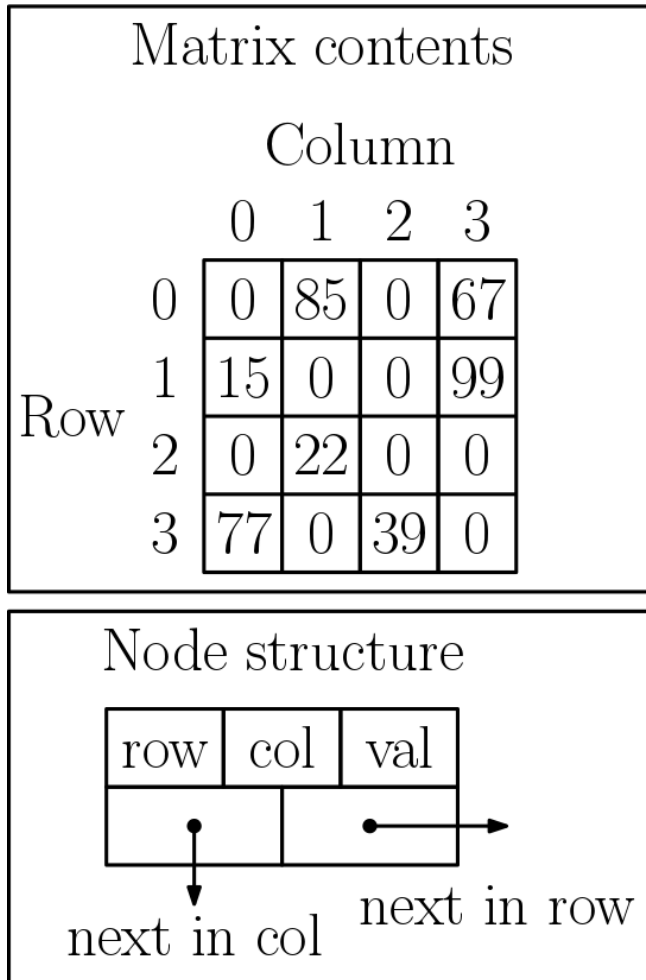 Matrix contents
Column
0 1 2 3
0 0 85 0 67
1 15 0 0 99
Row
2 0 22 0 0
3 77 0 39 0
Node structure
row col val
next in col
next in row